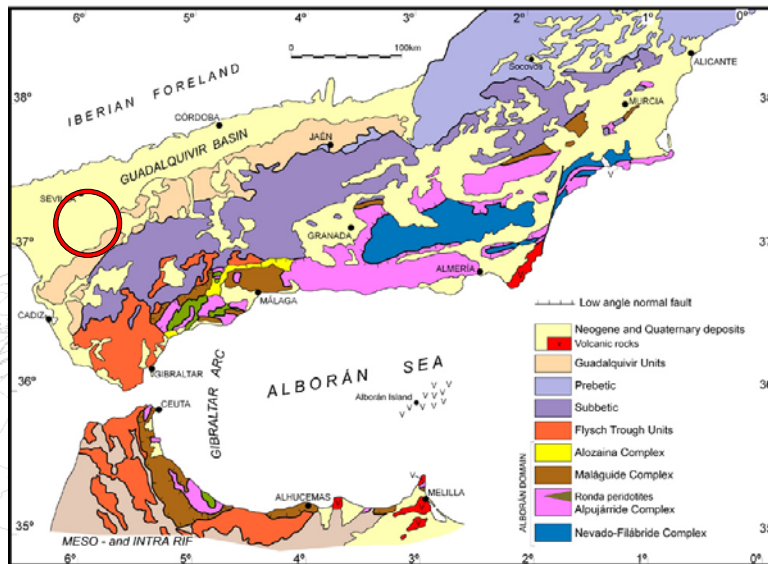 6°
5°
4°
3°
2°
1°
0°
0
100km
ALICANTE
Socovos
IBERIAN FORELAND
38°
MURCIA
38°
CÓRDOBA
JAÉN
GUADALQUIVIR BASIN
SEVILLA
37°
GRANADA
37°
ALMERÍA
MÁLAGA
CADIZ
Low angle normal fault
Neogene and Quaternary deposits
v Volcanic rocks
Guadalquivir Units
Prebetic
Subbetic
Flysch Trough Units
Alozaina Complex
Maláguide Complex
Ronda peridotites
Alpujárride Complex
Nevado-Filábride Complex
ALBORÁN DOMAIN
GIBRALTAR
36°
GIBRALTAR ARC
ALBORÁN SEA
Alborán Island
v v v v v v v v
CEUTA
ALHUCEMAS
MELILLA
35°
MESO - and INTRA RIF
6°
5°
4°
3°
2°
1°
0°